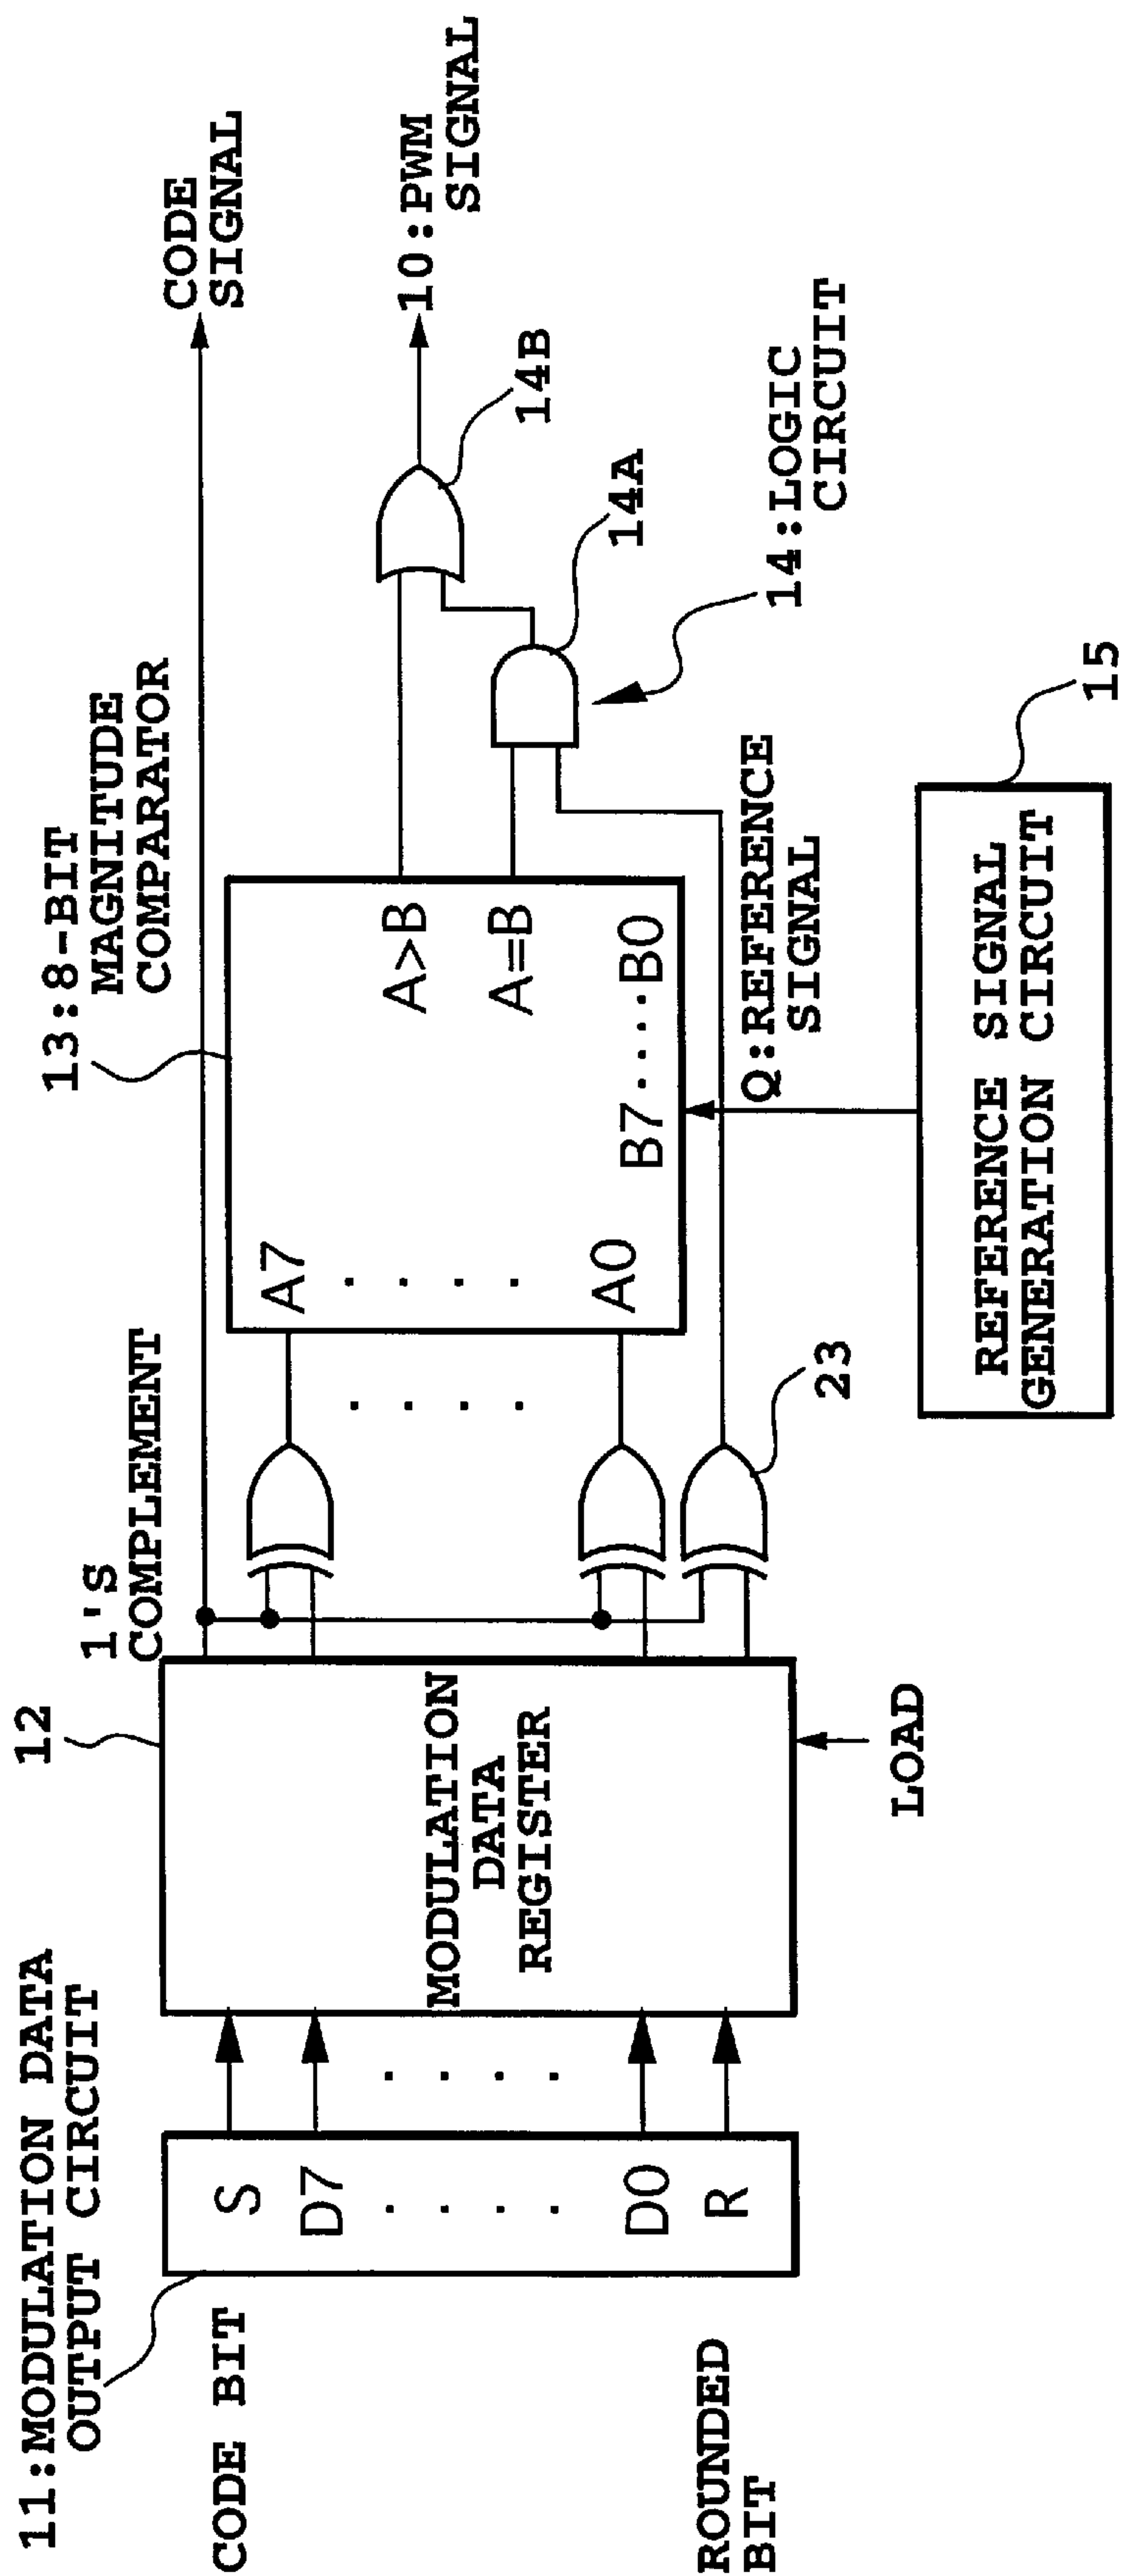 11:MODULATION DATA
OUTPUT CIRCUIT
CODE BIT
ROUNDED
BIT
S
D7
. . . .
D0
R
. . . .
12
MODULATION
DATA
REGISTER
LOAD
1'S
COMPLEMENT
. . . .
23
13:8-BIT
MAGNITUDE
COMPARATOR
A7
. . . .
A0
A>B
A=B
B7....B0
Q:REFERENCE
SIGNAL
REFERENCE SIGNAL
GENERATION CIRCUIT
15
14:LOGIC
CIRCUIT
14A
14B
CODE
SIGNAL
10:PWM
SIGNAL